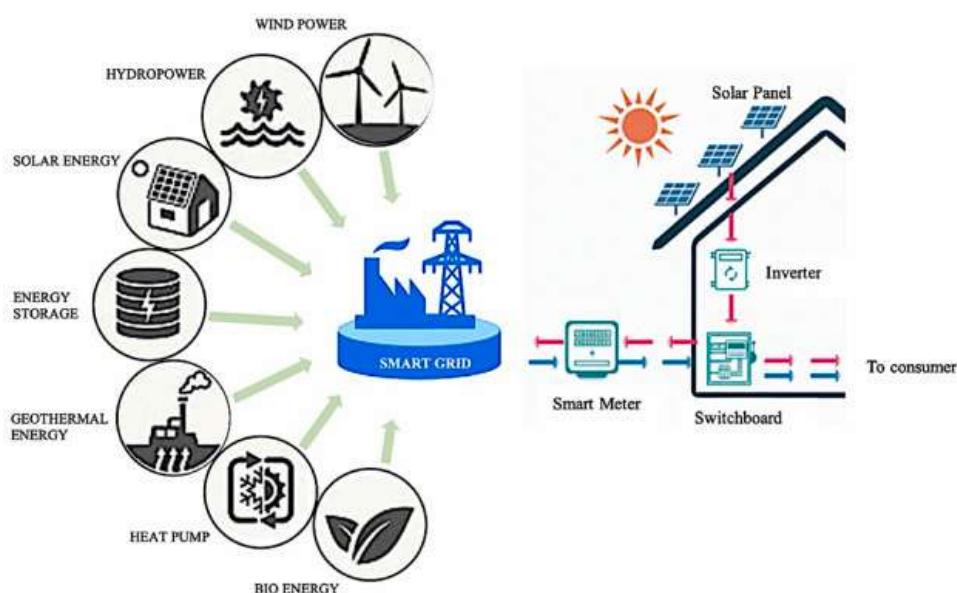 WIND POWER
HYDROPOWER
SOLAR ENERGY
ENERGY
STORAGE
GEOTHERMAL
ENERGY
HEAT PUMP
BIO ENERGY
SMART GRID
Solar Panel
Inverter
Smart Meter
Switchboard
To consumer